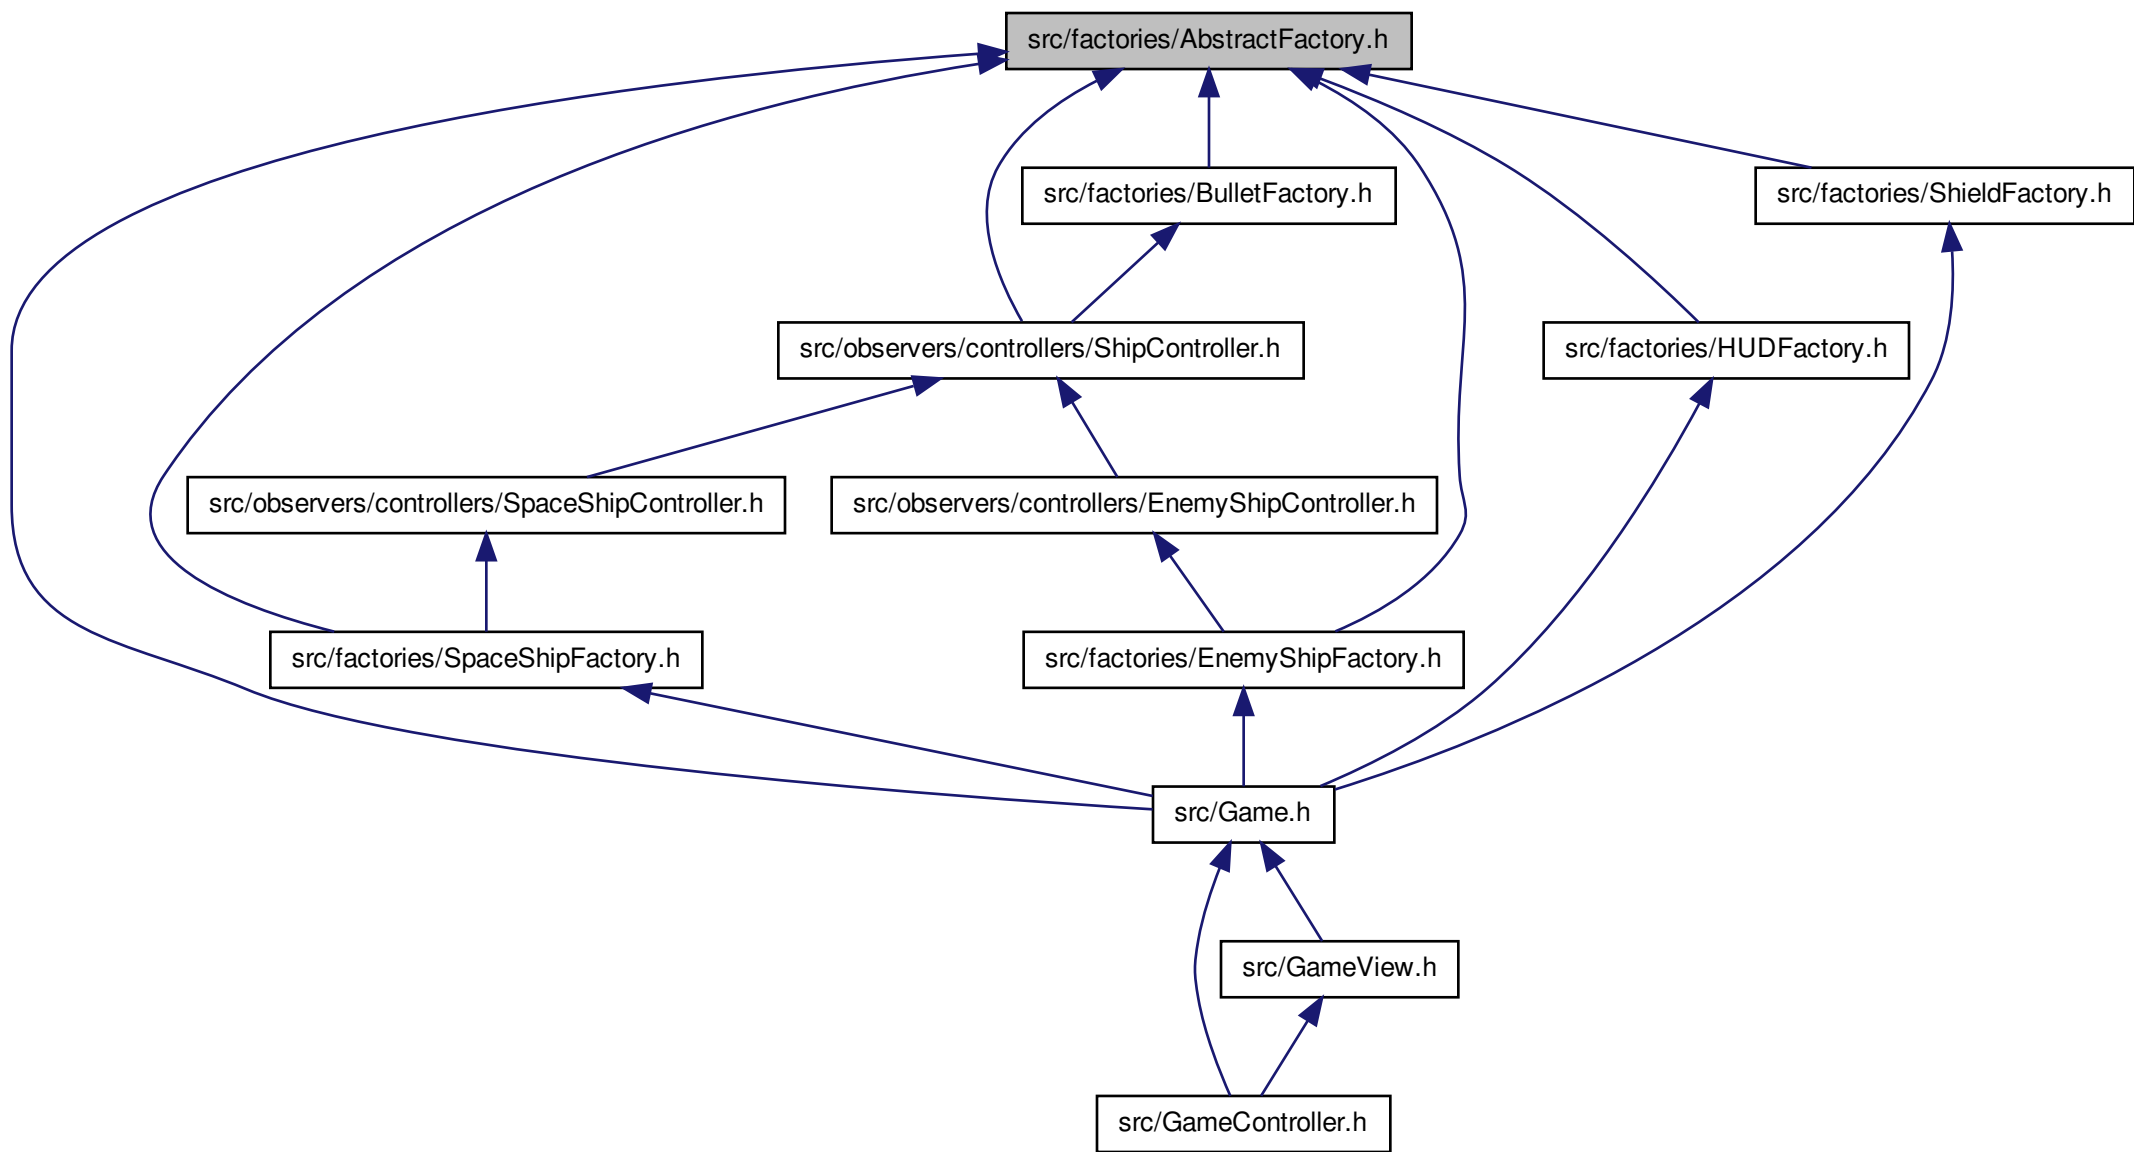 src/factories/AbstractFactory.h
src/factories/BulletFactory.h
src/factories/ShieldFactory.h
src/observers/controllers/ShipController.h
src/factories/HUDFactory.h
src/observers/controllers/SpaceShipController.h
src/observers/controllers/EnemyShipController.h
src/factories/SpaceShipFactory.h
src/factories/EnemyShipFactory.h
src/Game.h
src/GameView.h
src/GameController.h